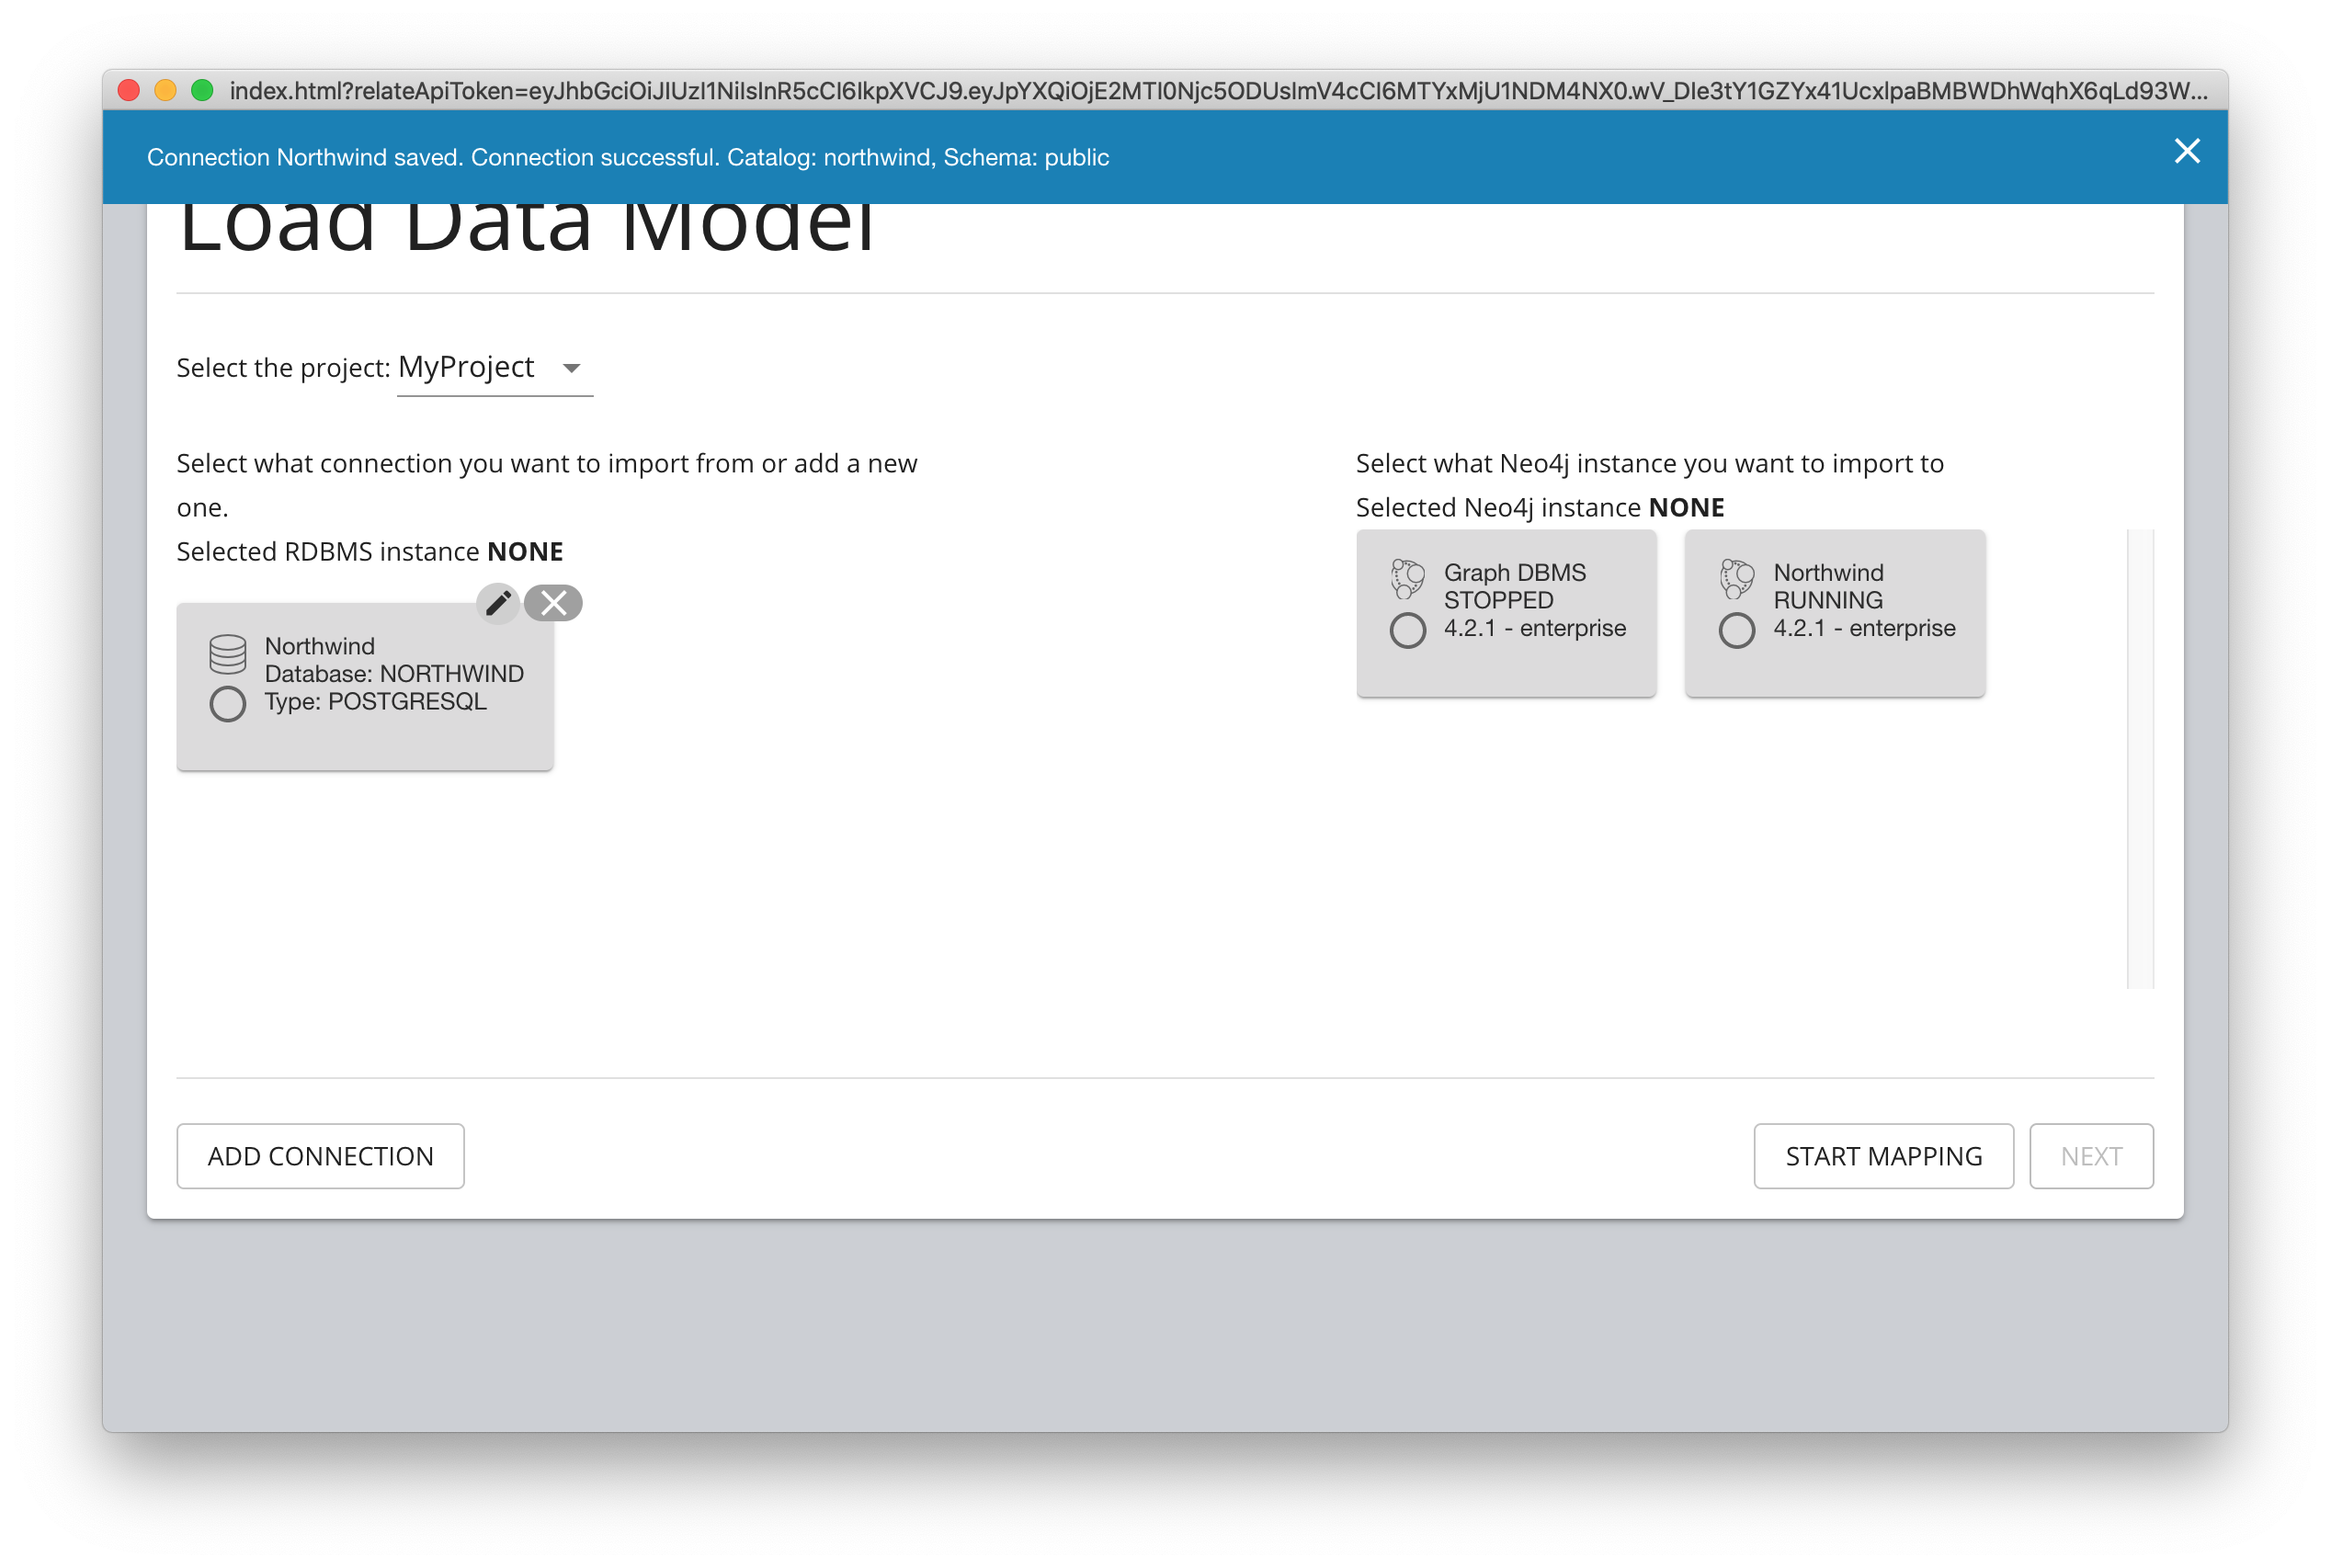 index.html?relateApiToken=eyJhbGciOiJIUzI1NiIsInR5cCI6IkpXVCJ9.eyJpYXQiOjE2MTI0Njc5ODUsImV4cCI6MTYxMjU1NDM4NX0.wV_DIe3tY1GZYx41UcxlpaBMBWDhWqhX6qLd93W...
Connection Northwind saved. Connection successful. Catalog: northwind, Schema: public
Load Data Model
Select the project: MyProject
Select what connection you want to import from or add a new
one.
Selected RDBMS instance NONE
Northwind
Database: NORTHWIND
Type: POSTGRESQL
Select what Neo4j instance you want to import to
Selected Neo4j instance NONE
Graph DBMS
STOPPED
4.2.1 - enterprise
Northwind
RUNNING
4.2.1 - enterprise
ADD CONNECTION
START MAPPING
NEXT